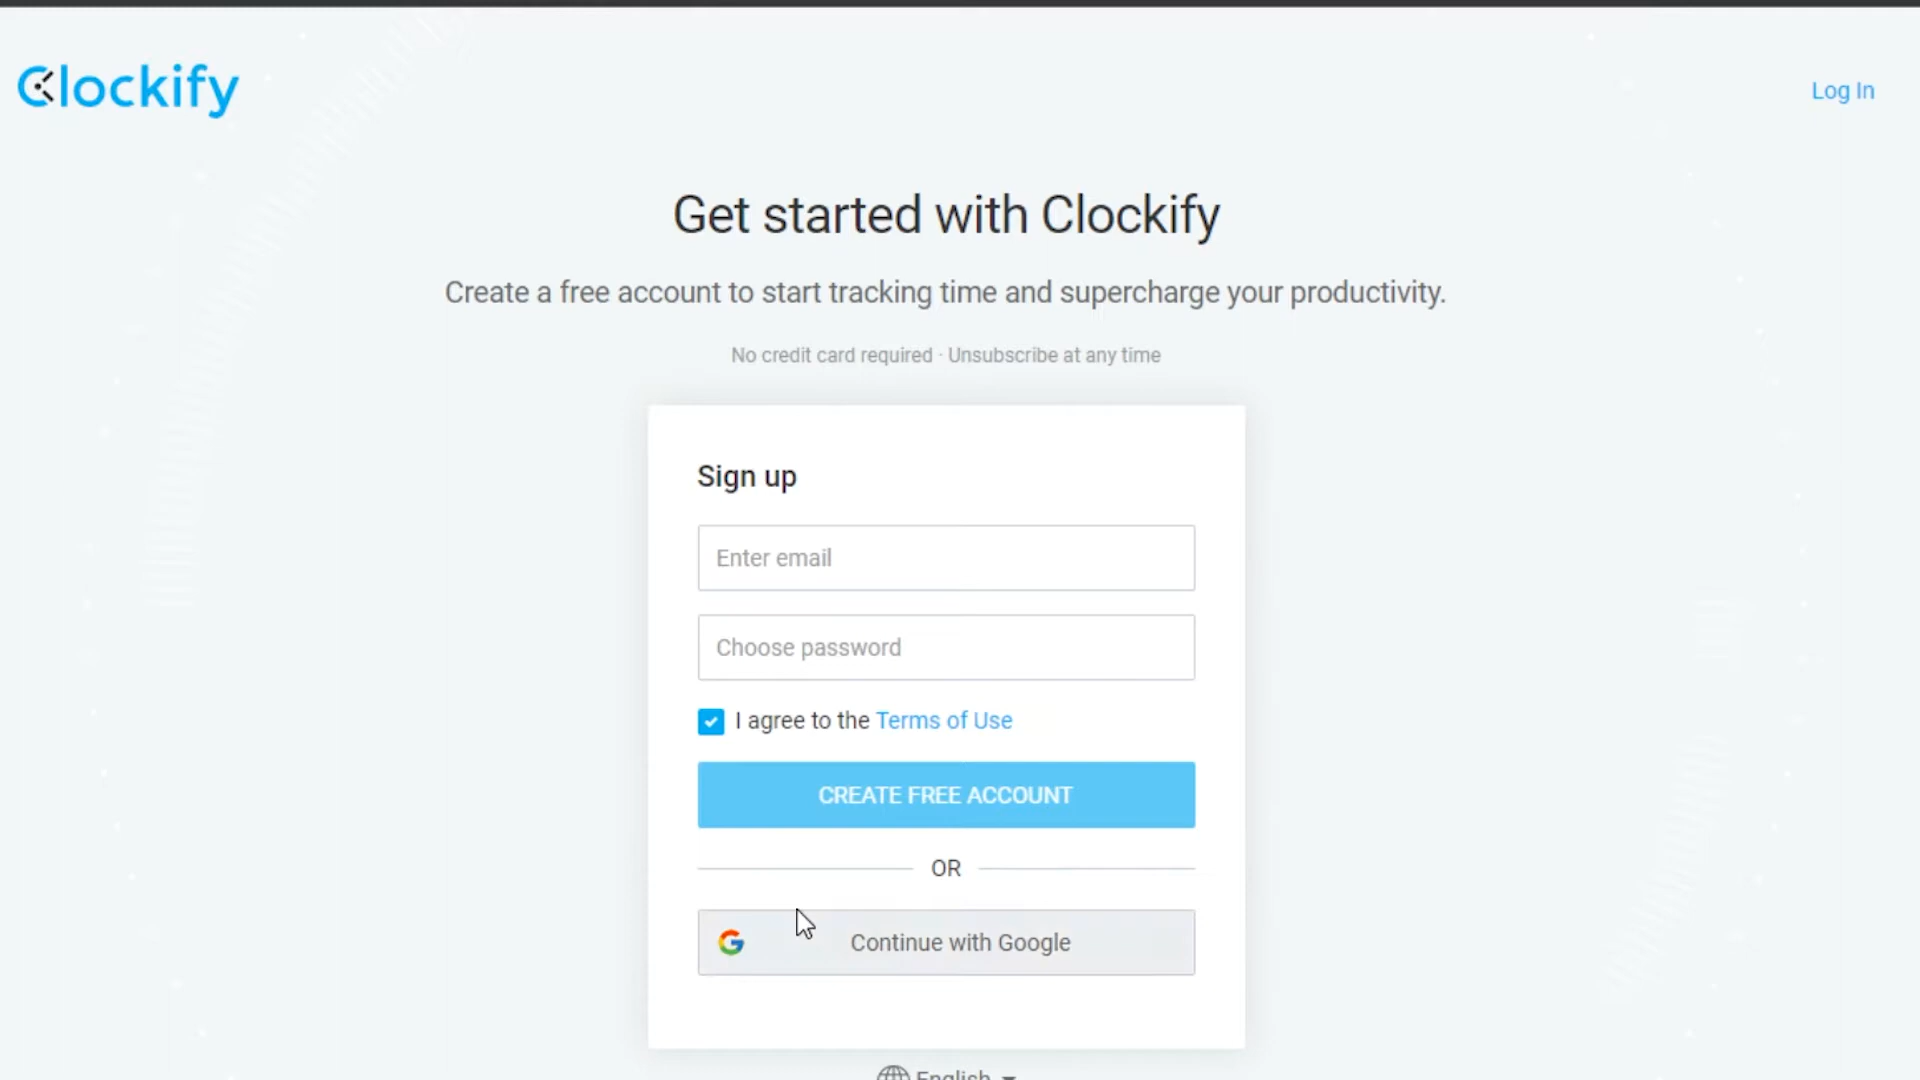 Clockify
Log In
Get started with Clockify
Create a free account to start tracking time and supercharge your productivity.
No credit card required · Unsubscribe at any time
Sign up
Enter email
Choose password
I agree to the Terms of Use
CREATE FREE ACCOUNT
OR
Continue with Google
English